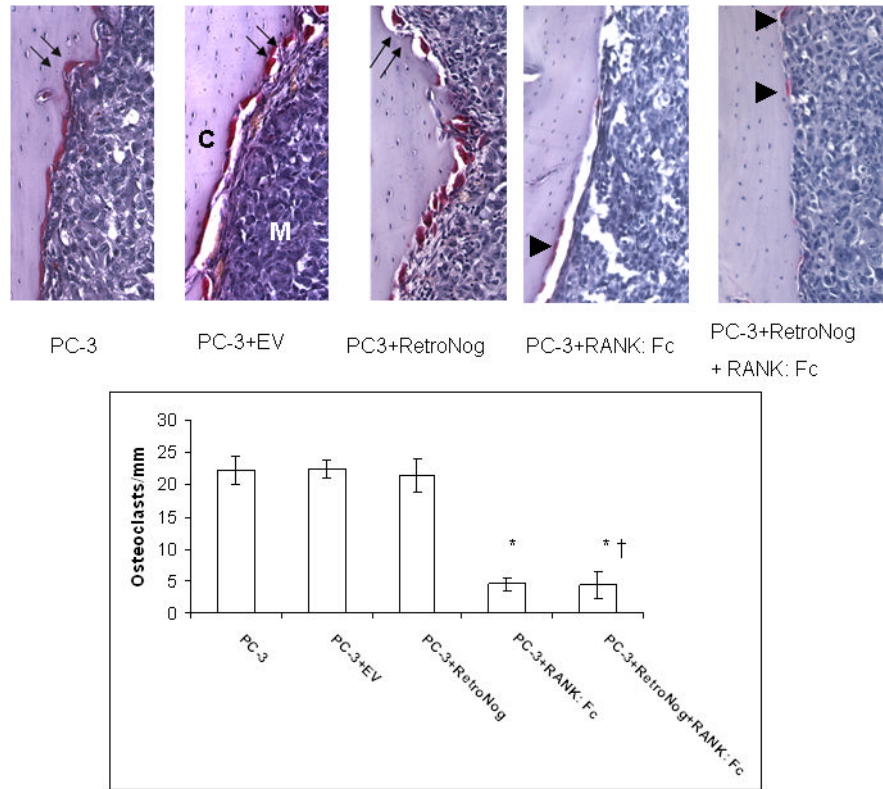 C
M
PC-3
PC-3+EV
PC3+RetroNog
PC-3+RANK: Fc
PC-3+RetroNog
+ RANK: Fc
30
25
20
15
10
5
0
Osteoclasts/mm
*
* †
PC-3
PC-3+EV
PC-3+RetroNog
PC-3+RANK: Fc
PC-3+RetroNog+RANK: Fc